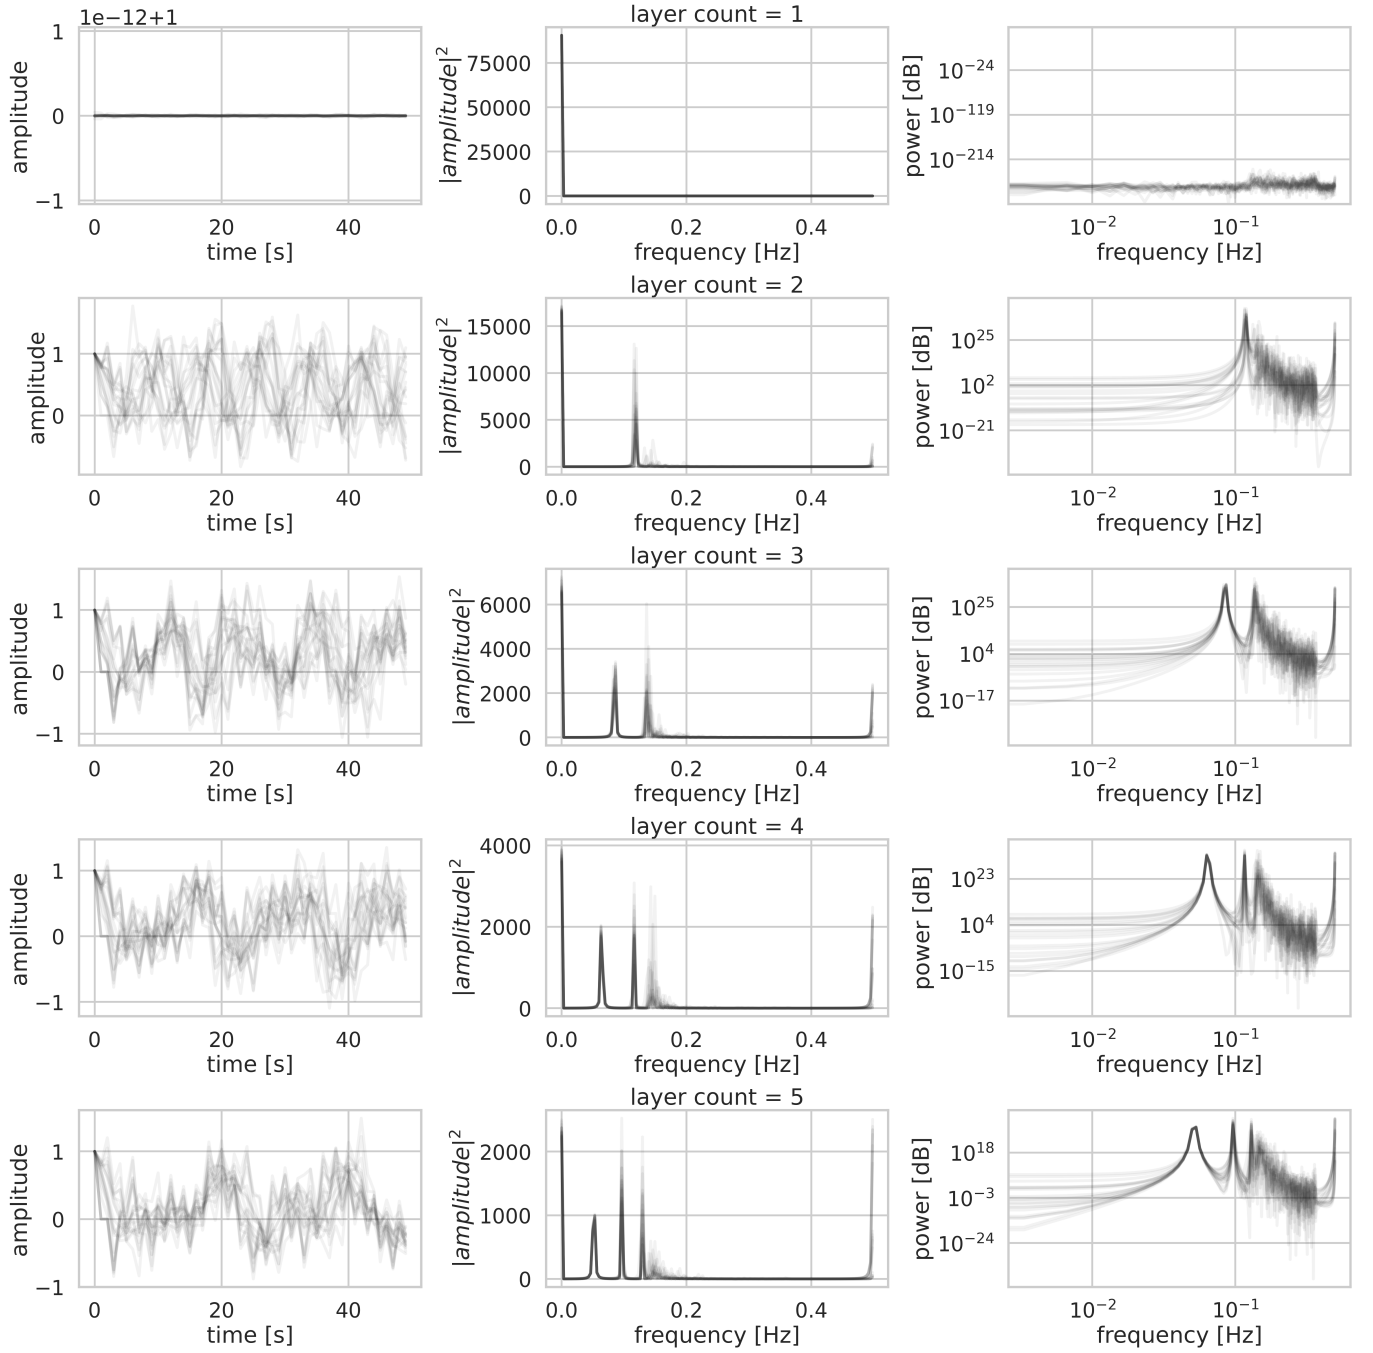 1e−12+1
1
0
−1
amplitude
0
20
40
time [s]
layer count = 1
75000
50000
25000
0
|amplitude|²
0.0
0.2
0.4
frequency [Hz]
10⁻²⁴
10⁻¹¹⁹
10⁻²¹⁴
power [dB]
10⁻²
10⁻¹
frequency [Hz]
1
0
amplitude
0
20
40
time [s]
layer count = 2
15000
10000
5000
0
|amplitude|²
0.0
0.2
0.4
frequency [Hz]
10²⁵
10²
10⁻²¹
power [dB]
10⁻²
10⁻¹
frequency [Hz]
1
0
−1
amplitude
0
20
40
time [s]
layer count = 3
6000
4000
2000
0
|amplitude|²
0.0
0.2
0.4
frequency [Hz]
10²⁵
10⁴
10⁻¹⁷
power [dB]
10⁻²
10⁻¹
frequency [Hz]
1
0
−1
amplitude
0
20
40
time [s]
layer count = 4
4000
2000
0
|amplitude|²
0.0
0.2
0.4
frequency [Hz]
10²³
10⁴
10⁻¹⁵
power [dB]
10⁻²
10⁻¹
frequency [Hz]
1
0
−1
amplitude
0
20
40
time [s]
layer count = 5
2000
1000
0
|amplitude|²
0.0
0.2
0.4
frequency [Hz]
10¹⁸
10⁻³
10⁻²⁴
power [dB]
10⁻²
10⁻¹
frequency [Hz]